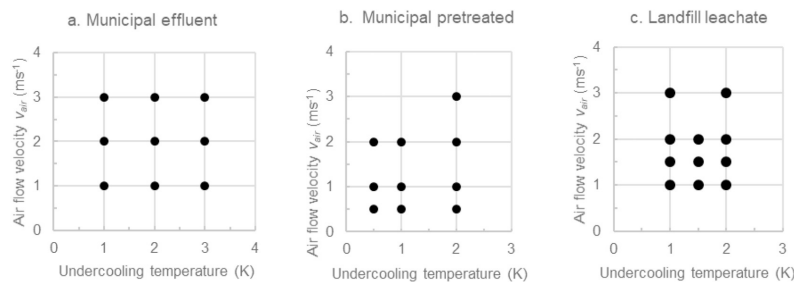 a. Municipal effluent
Air flow velocity vair (ms-1)
4
3
2
1
0
0 1 2 3 4
Undercooling temperature (K)
b. Municipal pretreated
Air flow velocity vair (ms-1)
4
3
2
1
0
0 1 2 3
Undercooling temperature (K)
c. Landfill leachate
Air flow velocity vair (ms-1)
4
3
2
1
0
0 1 2 3
Undercooling temperature (K)